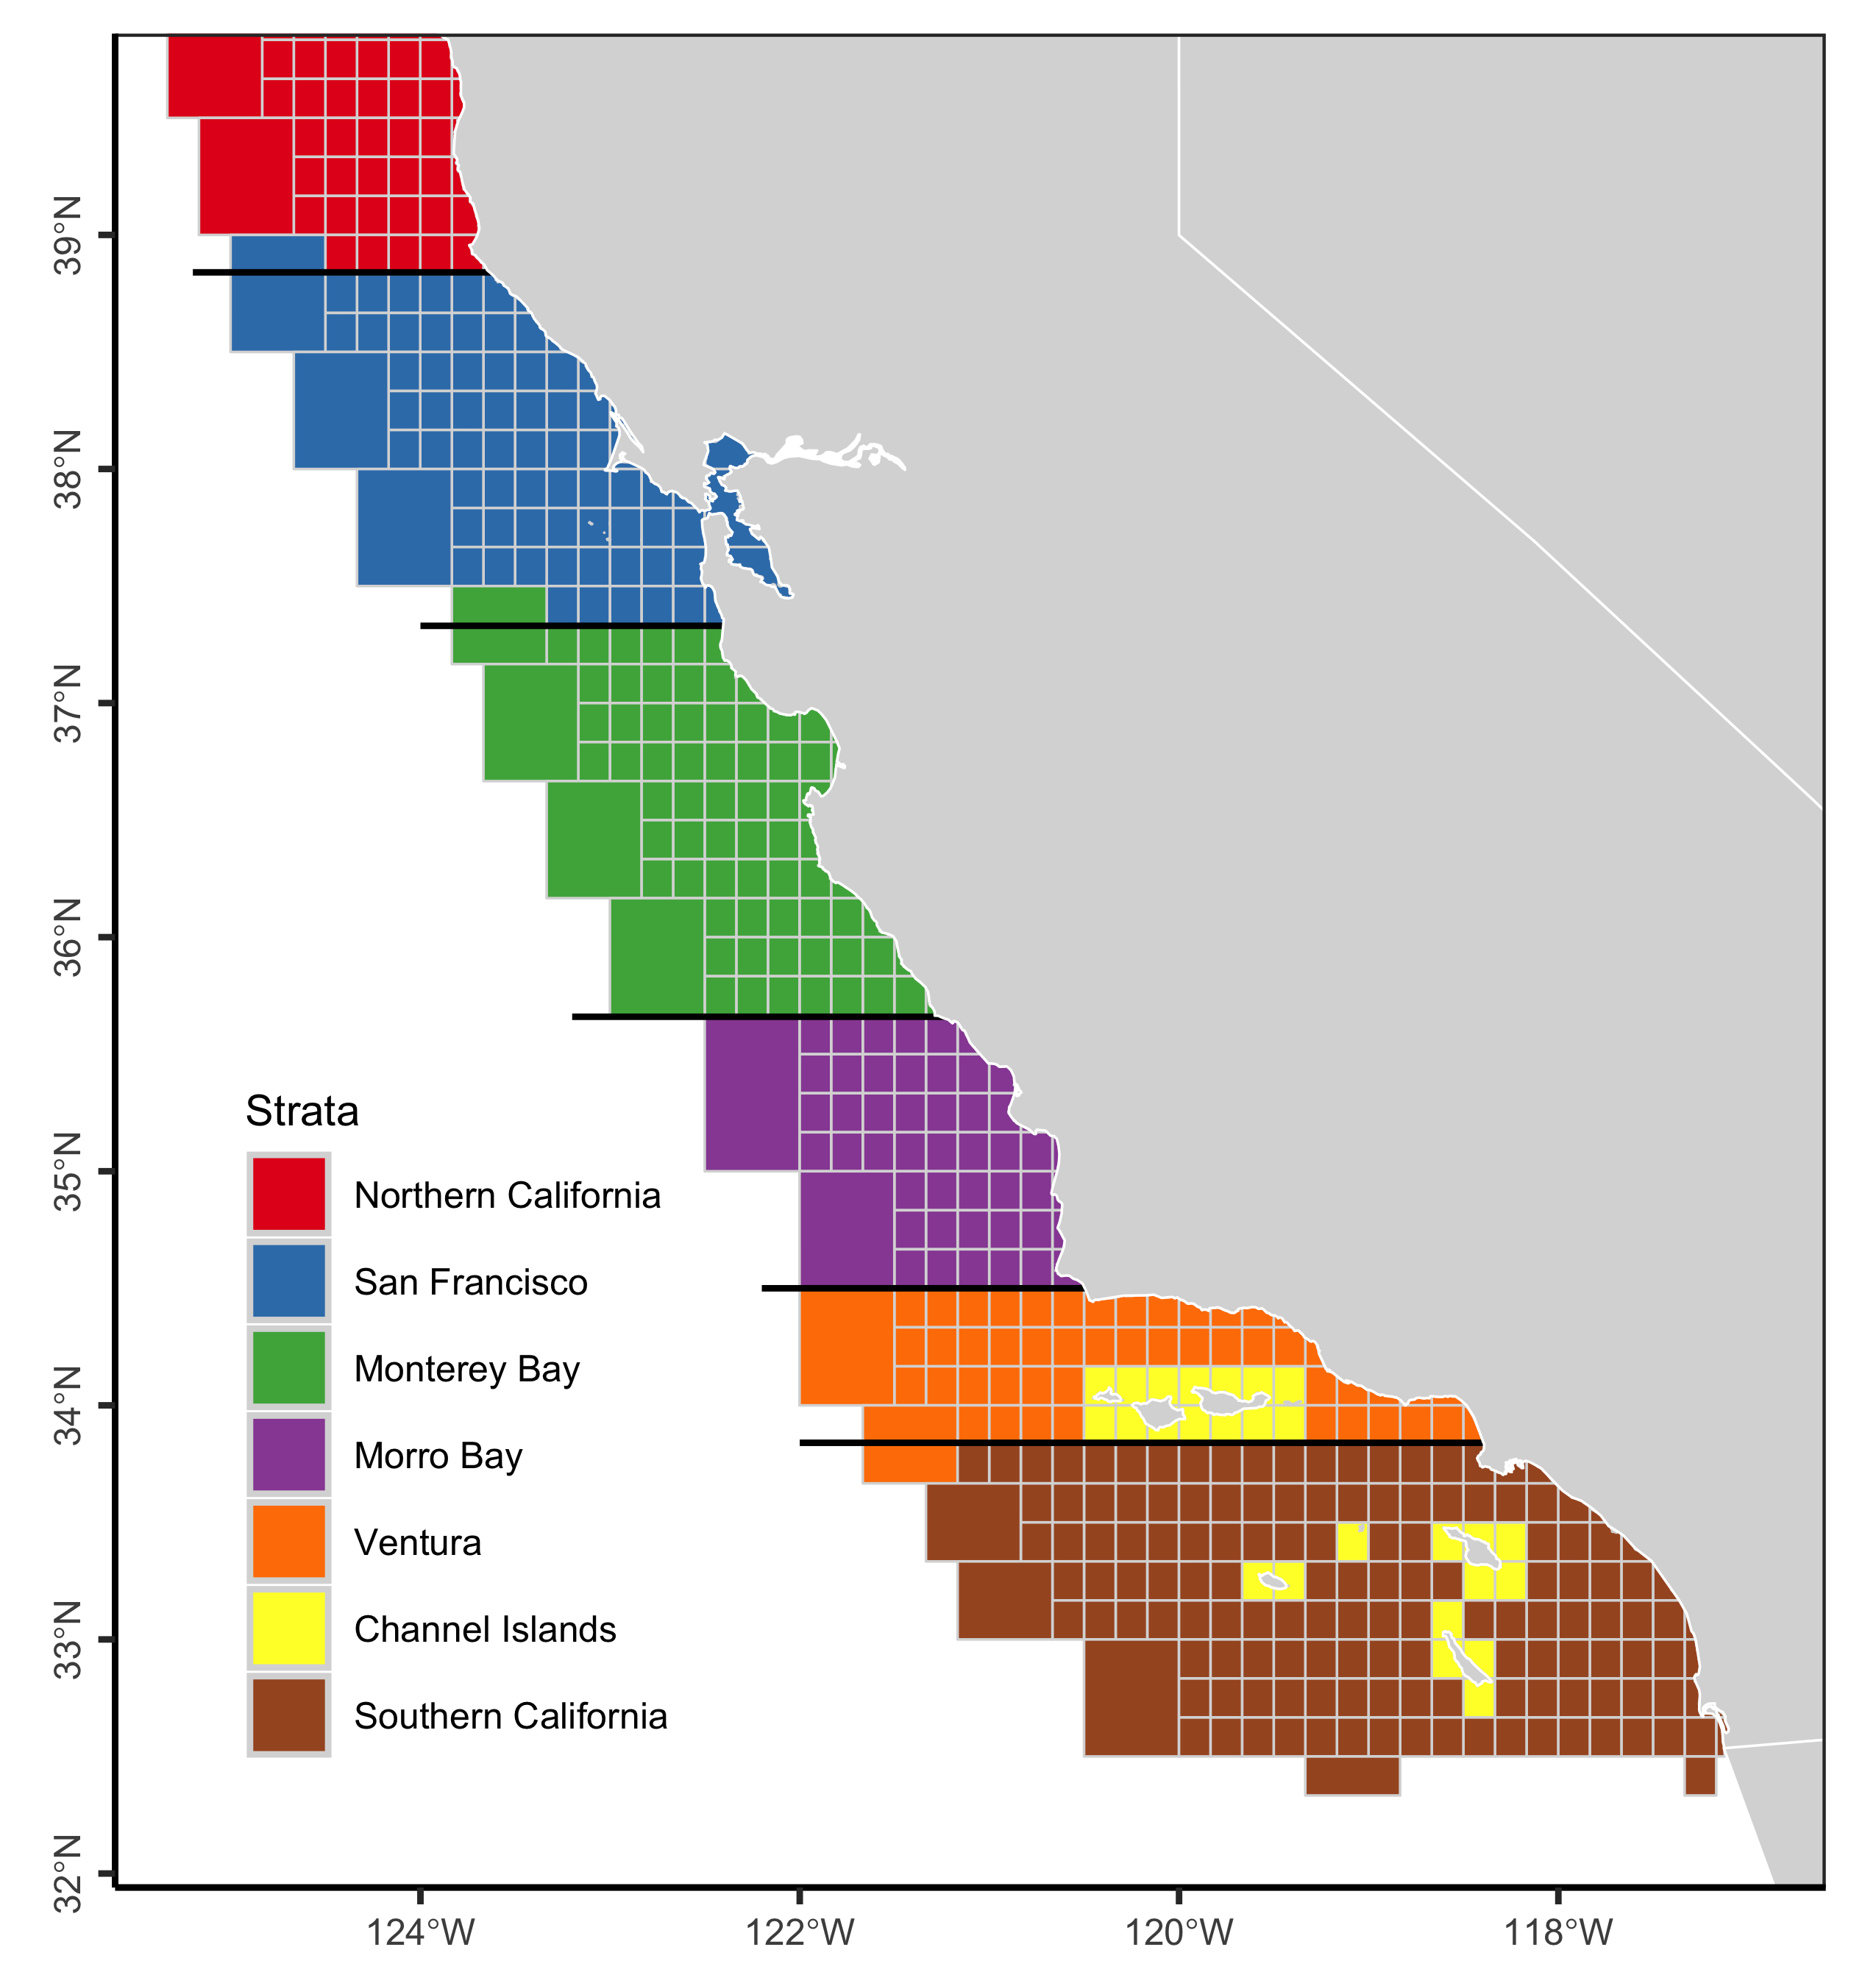 39°N
38°N
37°N
36°N
35°N
34°N
33°N
32°N
Strata
Northern California
San Francisco
Monterey Bay
Morro Bay
Ventura
Channel Islands
Southern California
124°W
122°W
120°W
118°W